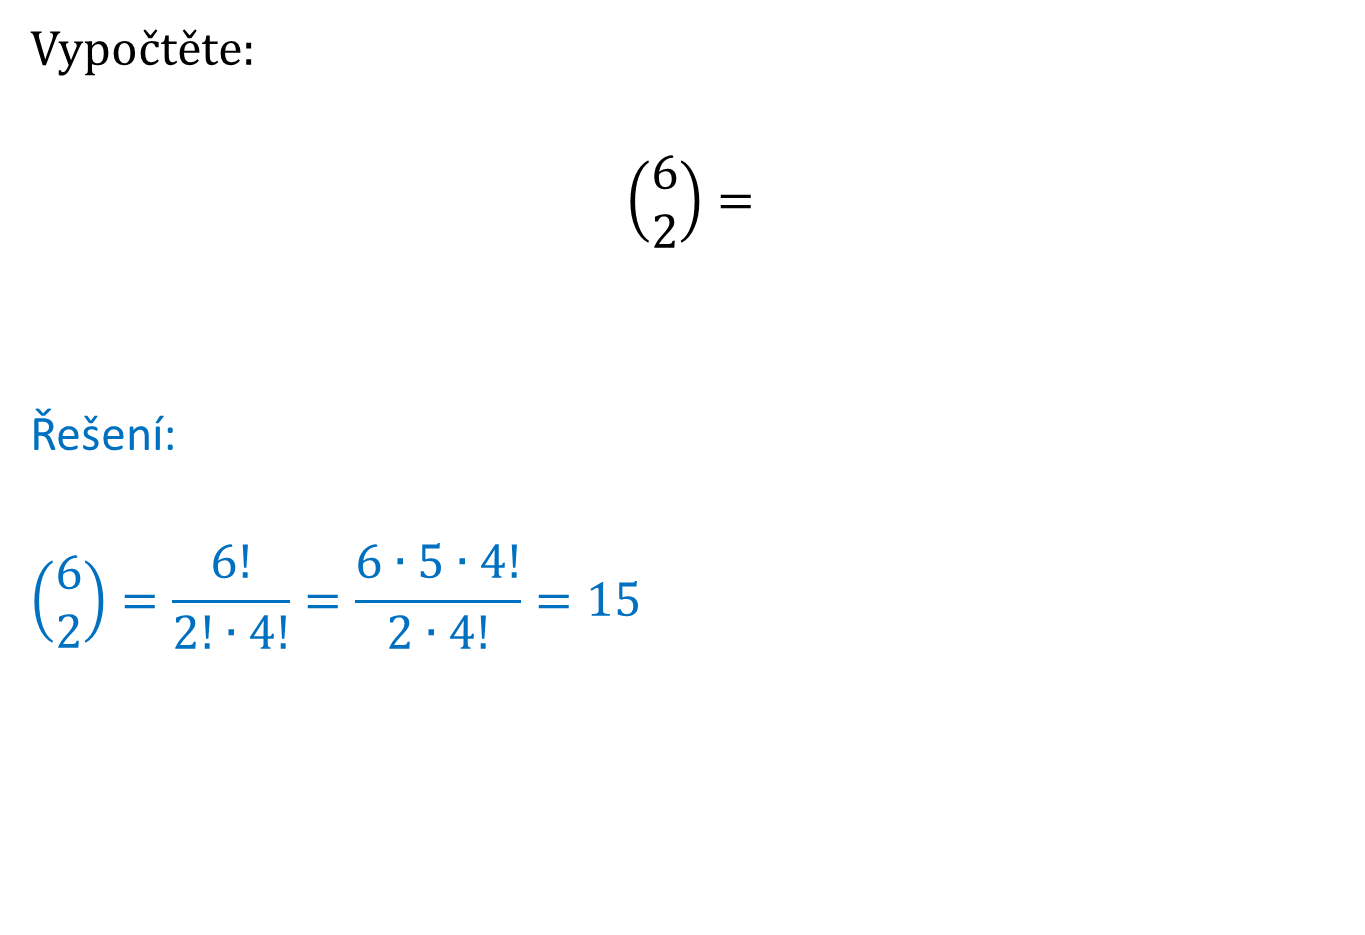 Vypočtěte:
(6 2) =
Řešení:
(6 2) = 6! / 2! · 4! = 6 · 5 · 4! / 2 · 4! = 15